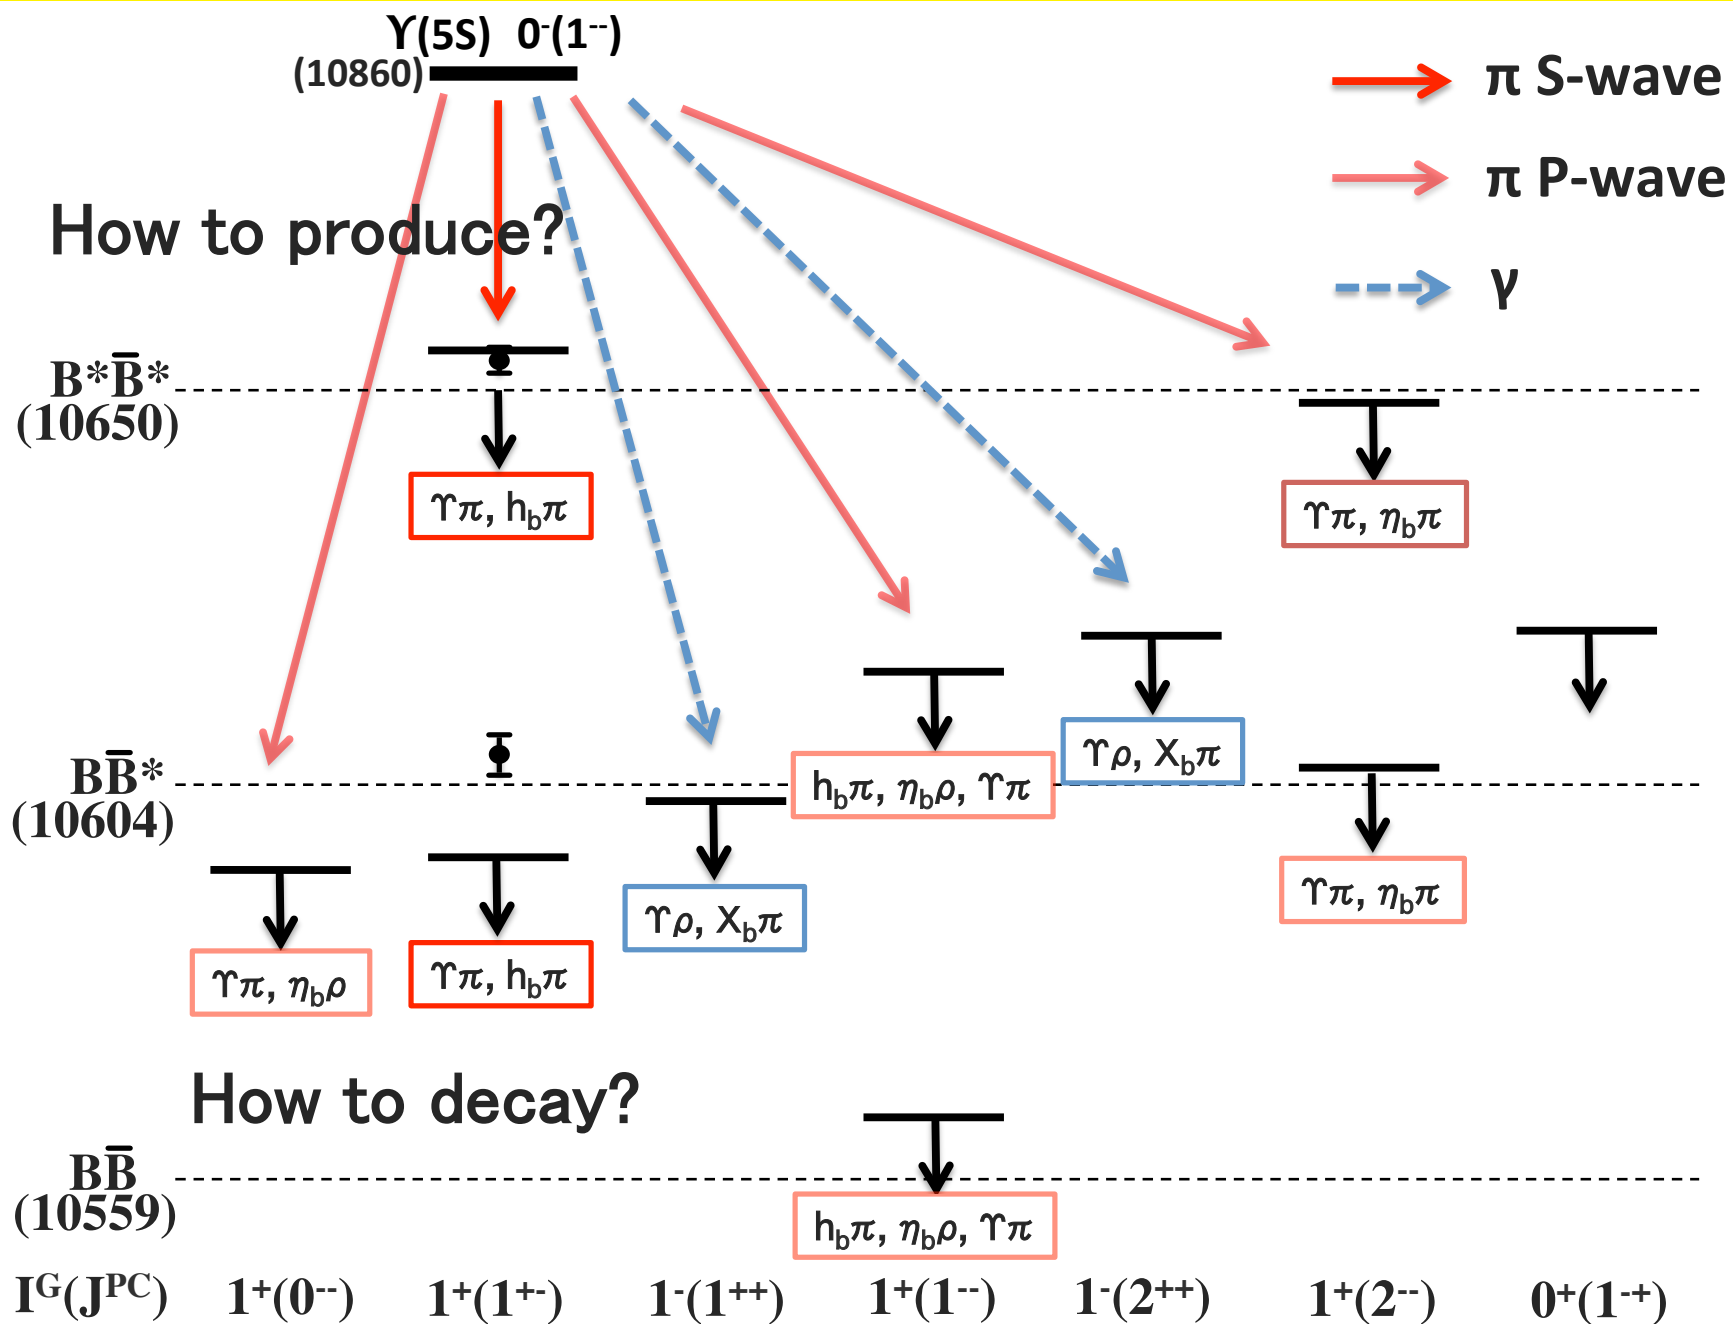 ϒ(5S) 0⁻(1⁻⁻)
(10860)
π S-wave
π P-wave
γ
How to produce?
B*B̅*
(10650)
ϒπ, h_bπ
ϒπ, η_bπ
BB̅*
(10604)
h_bπ, η_bρ, ϒπ
ϒρ, X_bπ
ϒπ, η_bπ
ϒρ, X_bπ
ϒπ, η_bρ
ϒπ, h_bπ
How to decay?
BB̅
(10559)
h_bπ, η_bρ, ϒπ
Iᴳ(Jᴾᶜ) 1⁺(0⁻⁻) 1⁺(1⁺⁻) 1⁻(1⁺⁺) 1⁺(1⁻⁻) 1⁻(2⁺⁺) 1⁺(2⁻⁻) 0⁺(1⁻⁺)